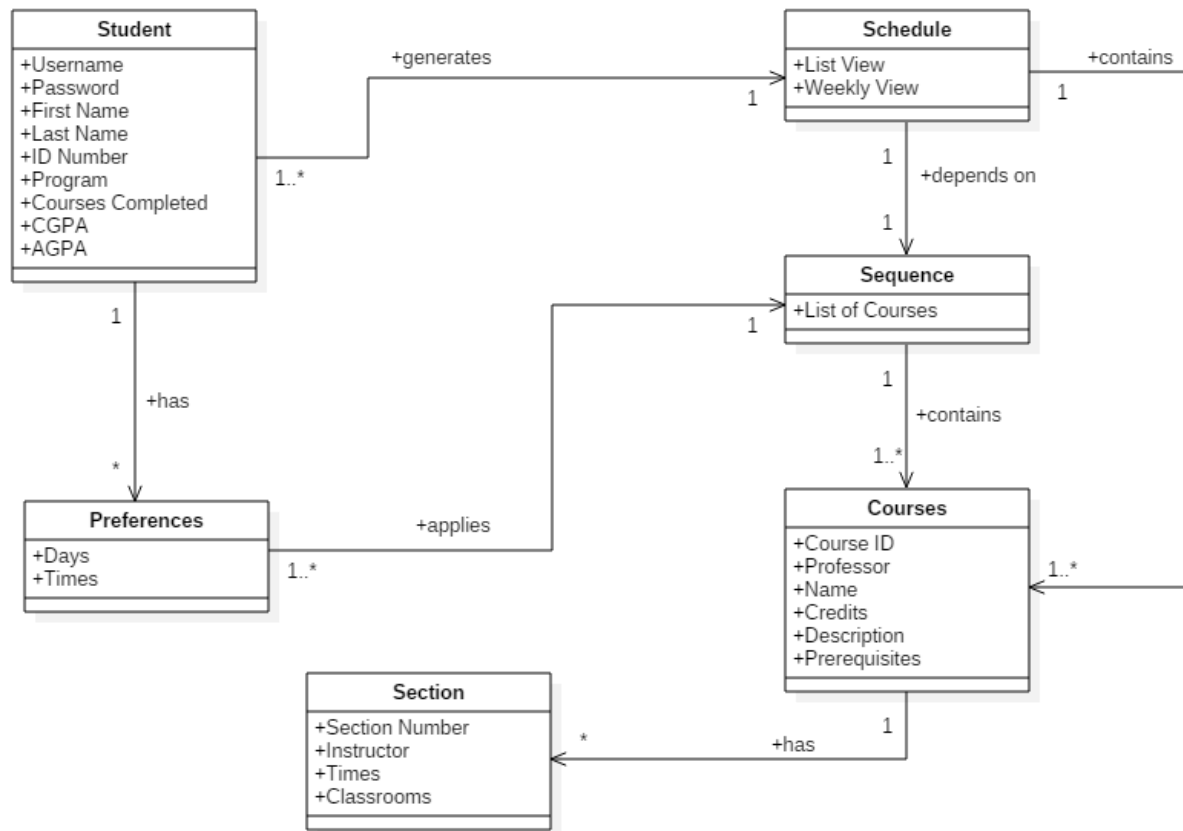 Student
+Username
+Password
+First Name
+Last Name
+ID Number
+Program
+Courses Completed
+CGPA
+AGPA
1..*
+generates
1
Schedule
+List View
+Weekly View
+contains
1
1
+depends on
1
1
+has
*
Sequence
+List of Courses
1
1
+contains
1..*
Preferences
+Days
+Times
1..*
+applies
Courses
+Course ID
+Professor
+Name
+Credits
+Description
+Prerequisites
1..*
1
+has
*
Section
+Section Number
+Instructor
+Times
+Classrooms